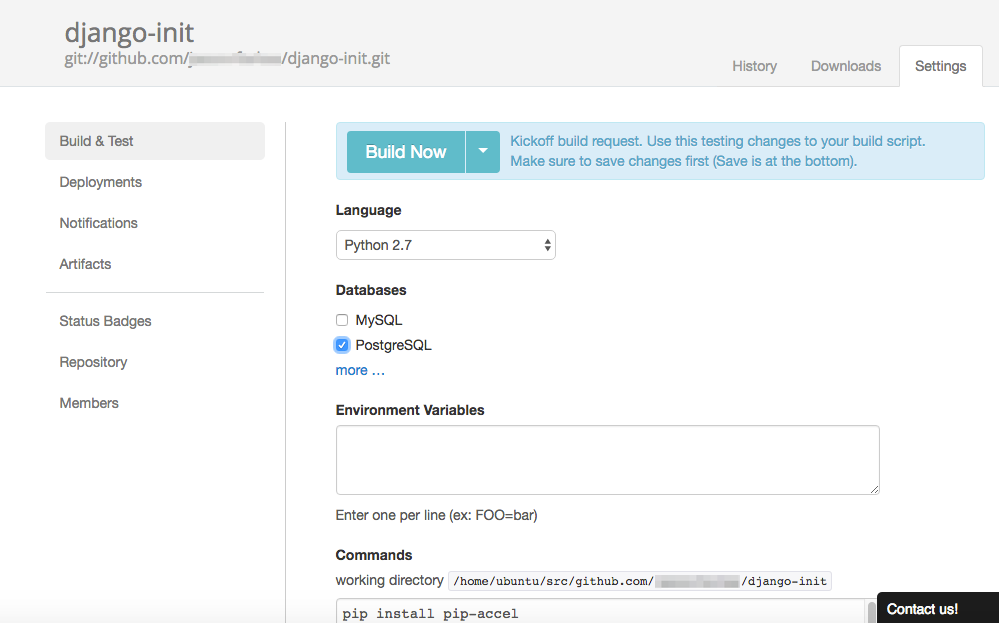 django-init
git://github.com/ /django-init.git
History Downloads Settings
Build & Test
Deployments
Notifications
Artifacts
Status Badges
Repository
Members
Build Now
Kickoff build request. Use this testing changes to your build script.
Make sure to save changes first (Save is at the bottom).
Language
Python 2.7
Databases
MySQL
PostgreSQL
more ...
Environment Variables
Enter one per line (ex: FOO=bar)
Commands
working directory /home/ubuntu/src/github.com/ /django-init
pip install pip-accel
Contact us!